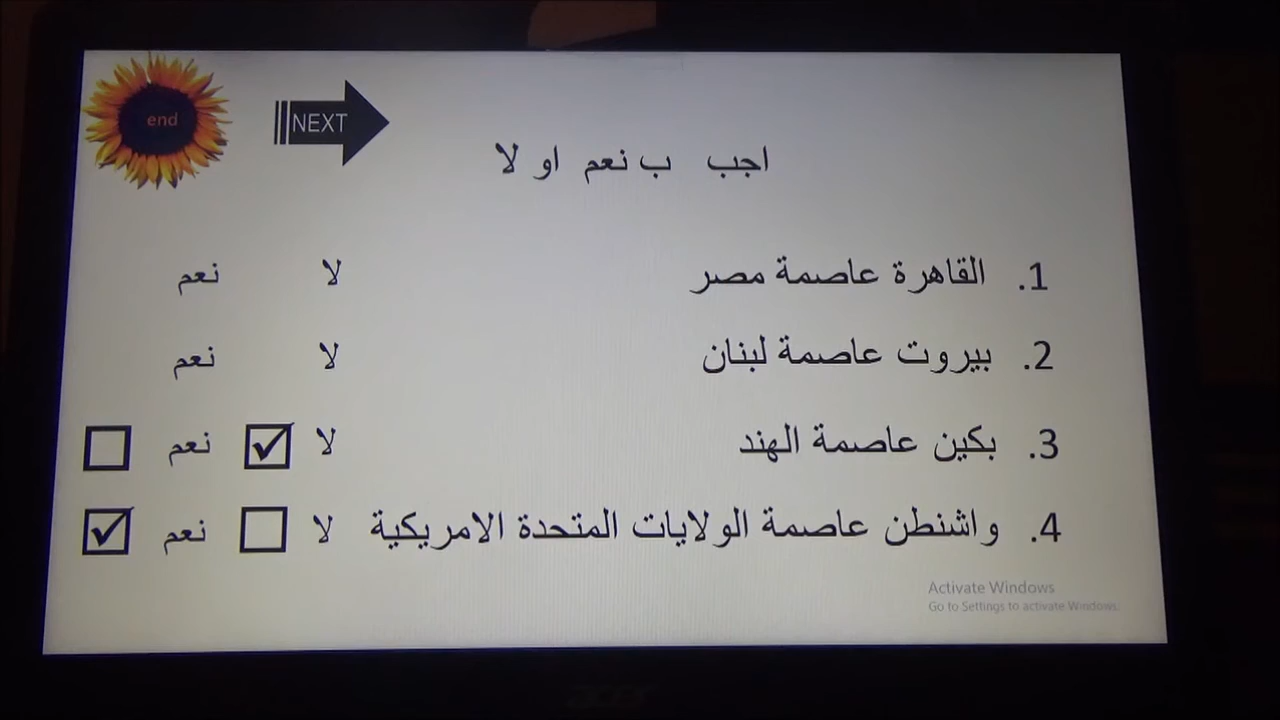 end
NEXT
اجب ب نعم او لا
1. القاهرة عاصمة مصر لا نعم
2. بيروت عاصمة لبنان لا نعم
3. بكين عاصمة الهند لا ☑ نعم ☐
4. واشنطن عاصمة الولايات المتحدة الامريكية لا ☐ نعم ☑
Activate Windows
Go to Settings to activate Windows.
acer